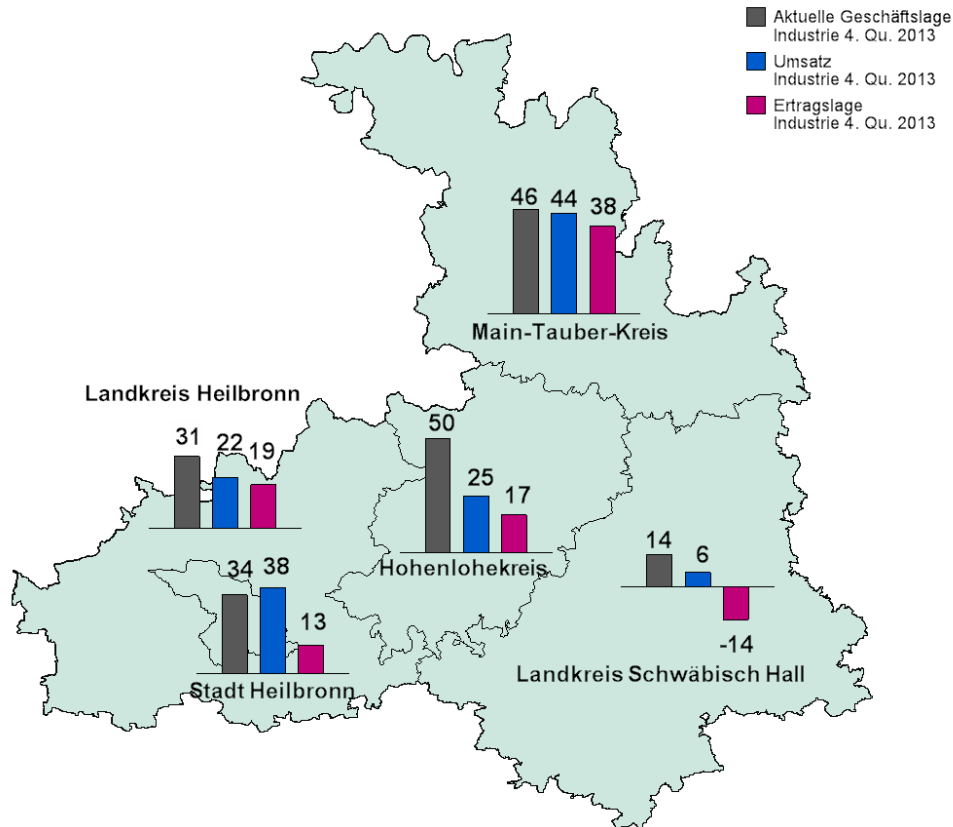 Aktuelle Geschäftslage
Industrie 4. Qu. 2013
Umsatz
Industrie 4. Qu. 2013
Ertragslage
Industrie 4. Qu. 2013
46 44 38
Main-Tauber-Kreis
Landkreis Heilbronn
31 22 19
50 25 17
Hohenlohekreis
34 38 13
Stadt Heilbronn
14 6 -14
Landkreis Schwäbisch Hall